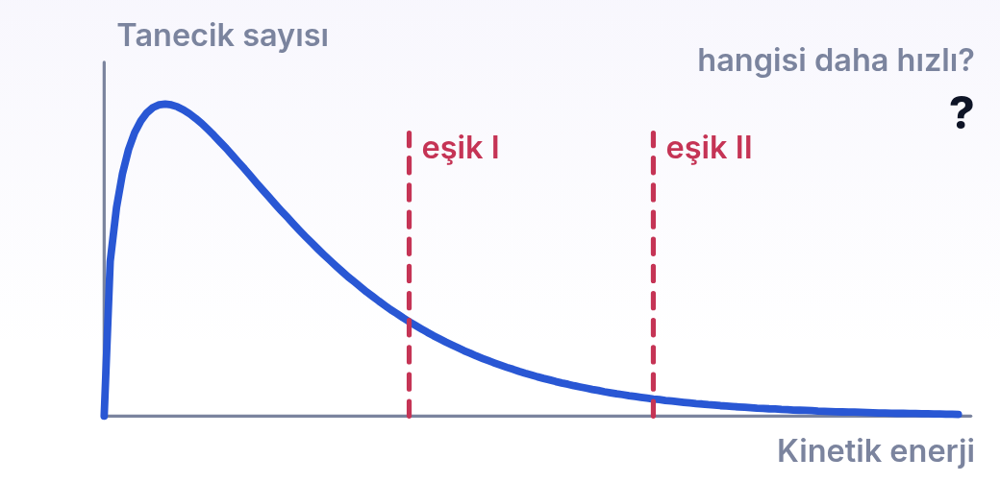 Tanecik sayısı
hangisi daha hızlı?
?
eşik I
eşik II
Kinetik enerji